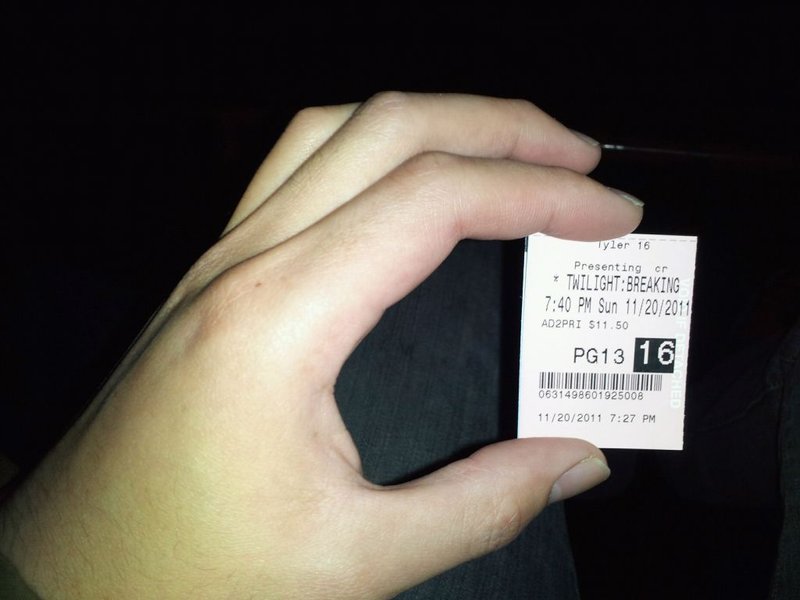 Tyler 16
Presenting cr
* TWILIGHT:BREAKING
7:40 PM Sun 11/20/2011
AD2PRI $11.50
PG13 16
0631498601925008
11/20/2011 7:27 PM